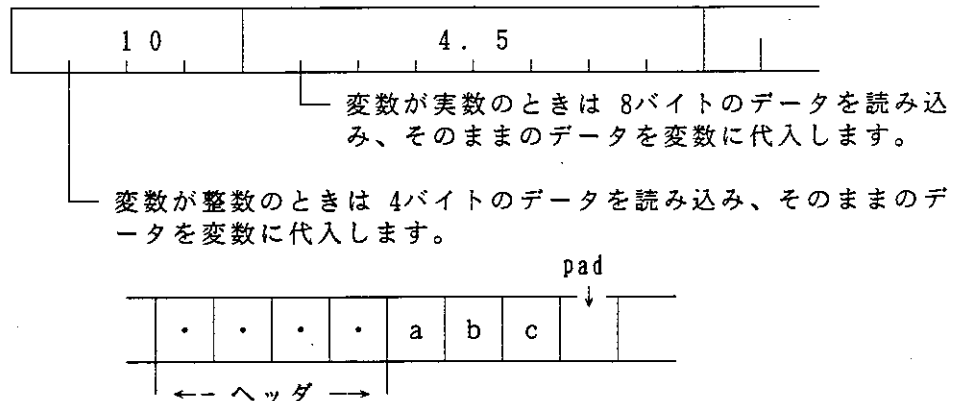 10 4.5
変数が実数のときは 8バイトのデータを読み込
み、そのままのデータを変数に代入します。
変数が整数のときは 4バイトのデータを読み込み、そのままのデ
ータを変数に代入します。
pad
・ ・ ・ ・ a b c
←- ヘッダ -→